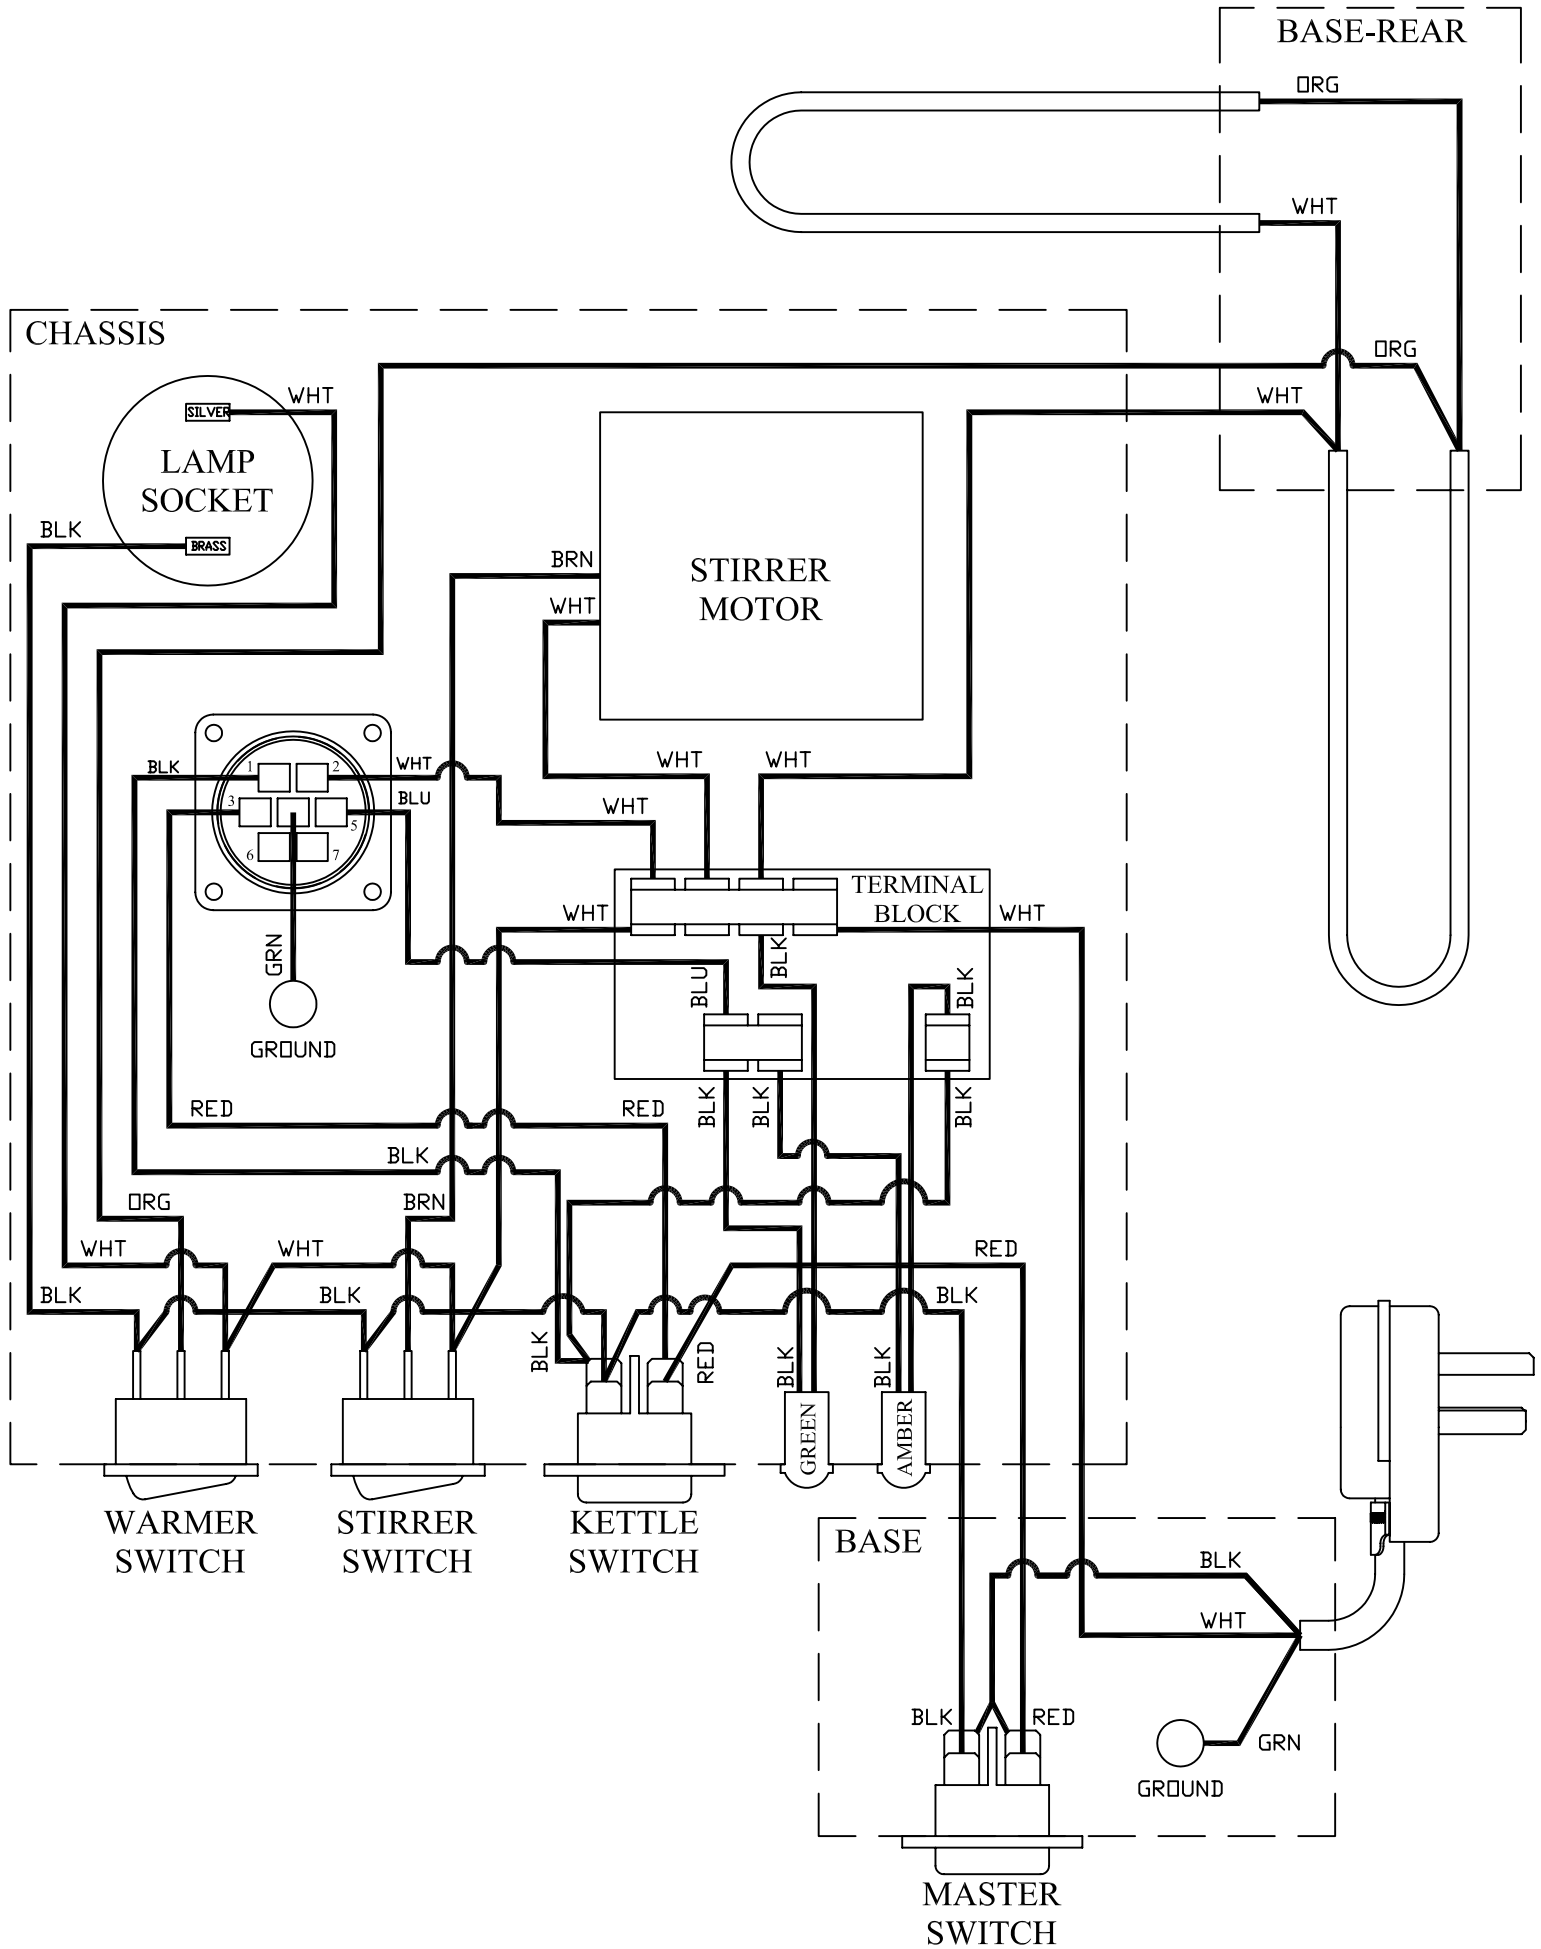 BASE-REAR
ORG
WHT
CHASSIS
ORG
WHT
WHT
SILVER
LAMP
SOCKET
BLK
BRASS
BRN
STIRRER
MOTOR
WHT
WHT
WHT
BLK
1
2
WHT
BLU
3
5
WHT
6
7
TERMINAL
BLOCK
WHT
WHT
GRN
BLK
BLU
BLK
GROUND
RED
RED
BLK
BLK
BLK
BLK
ORG
BRN
WHT
WHT
RED
BLK
BLK
BLK
BLK
RED
BLK
BLK
GREEN
AMBER
WARMER
SWITCH
STIRRER
SWITCH
KETTLE
SWITCH
BASE
BLK
WHT
BLK
RED
GRN
GROUND
MASTER
SWITCH